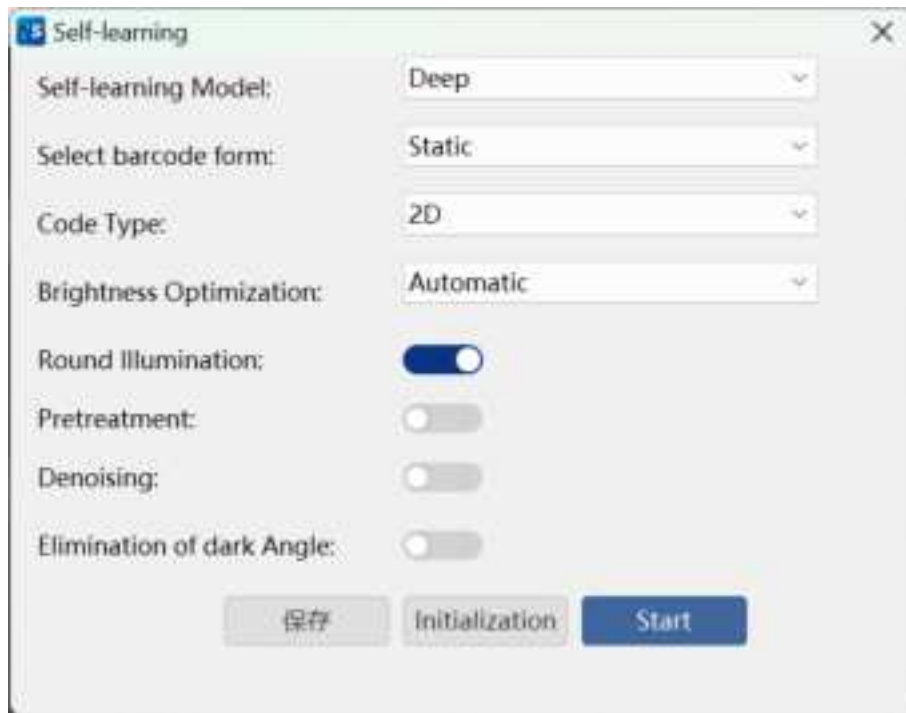 Self-learning
Self-learning Model: Deep
Select barcode form: Static
Code Type: 2D
Brightness Optimization: Automatic
Round Illumination:
Pretreatment:
Denoising:
Elimination of dark Angle:
保存 Initialization Start